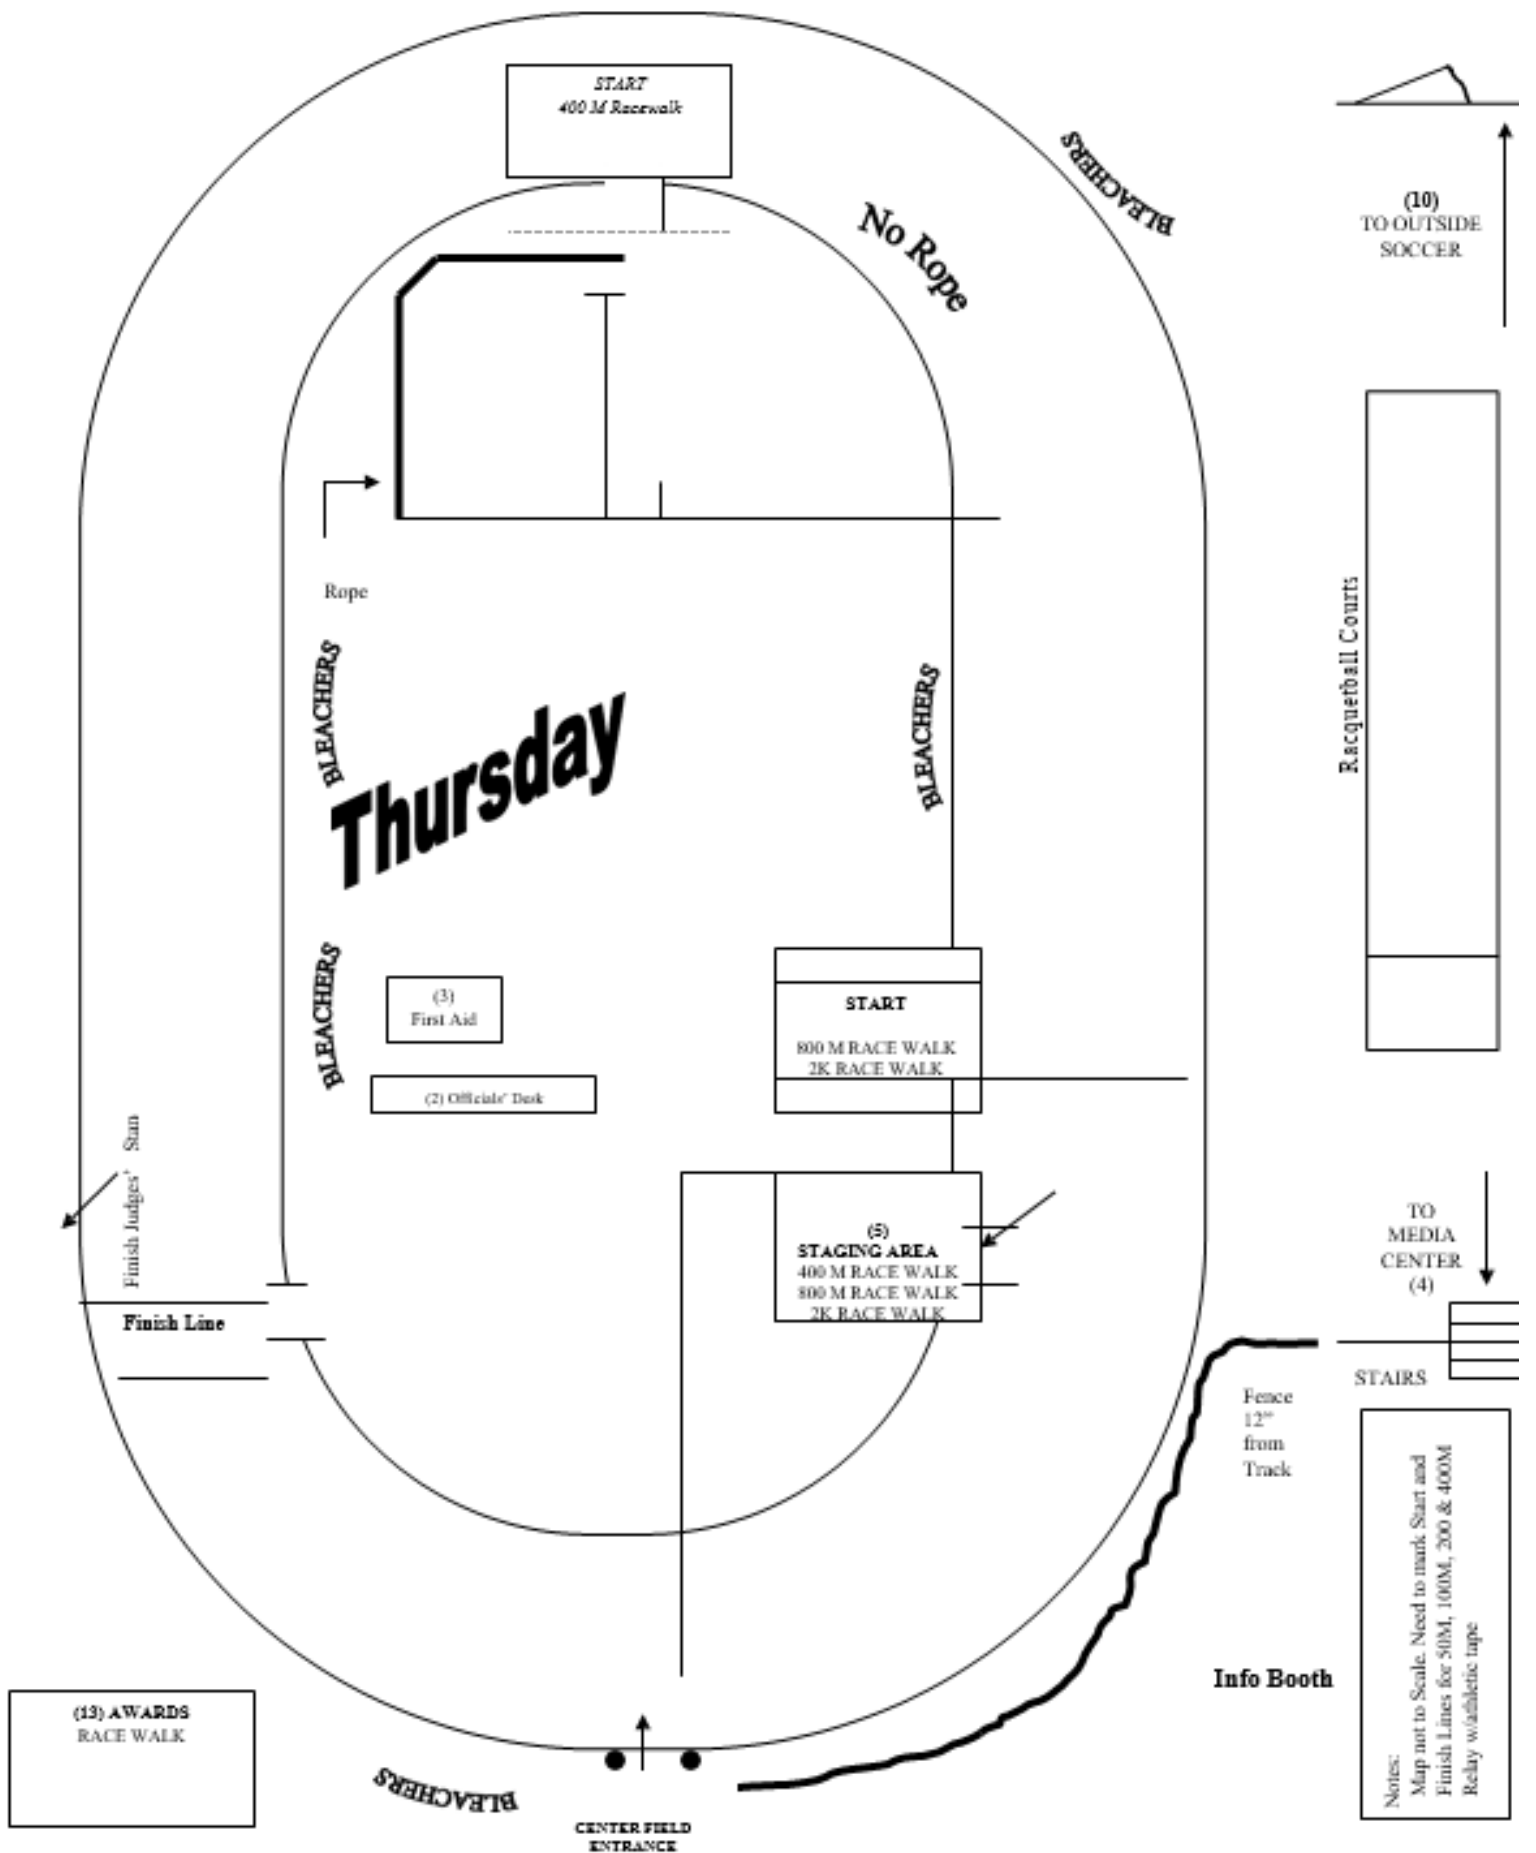 START
400 M Racewalk
BLEACHERS
No Rope
(10)
TO OUTSIDE
SOCCER
Rope
BLEACHERS
BLEACHERS
Thursday
Racquetball Courts
BLEACHERS
(3)
First Aid
(2) Officials' Desk
START
800 M RACE WALK
2K RACE WALK
Finish Judges' Stan
Finish Line
(5)
STAGING AREA
400 M RACE WALK
800 M RACE WALK
2K RACE WALK
TO
MEDIA
CENTER
(4)
STAIRS
Fence
12"
from
Track
Info Booth
Notes:
Map not to Scale. Need to mark Start and
Finish Lines for 50M, 100M, 200 & 400M
Relay w/athletic tape
(13) AWARDS
RACE WALK
BLEACHERS
CENTER FIELD
ENTRANCE